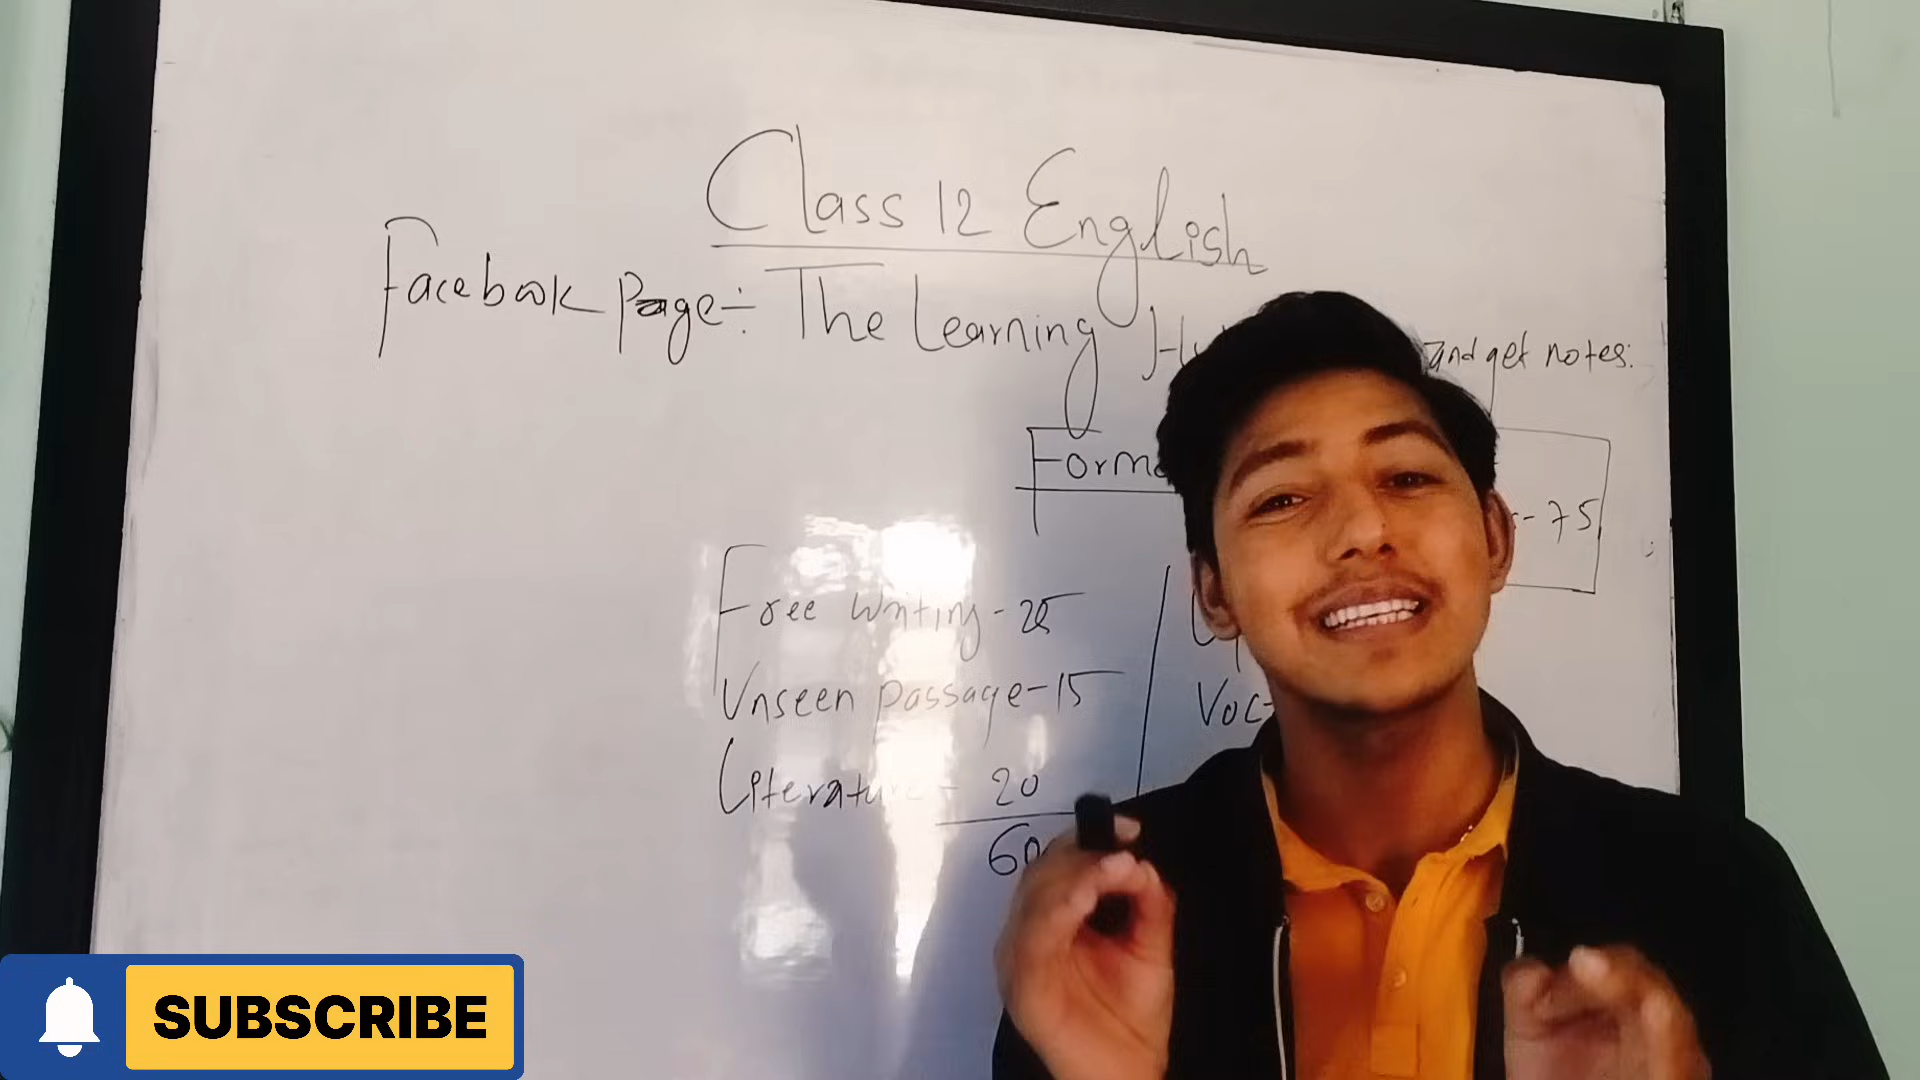 Class 12 English
Facebook Page:- The Learning and get notes:
Free Writing - 25
- 75
Unseen passage - 15
Voc
Literature - 20
60
SUBSCRIBE